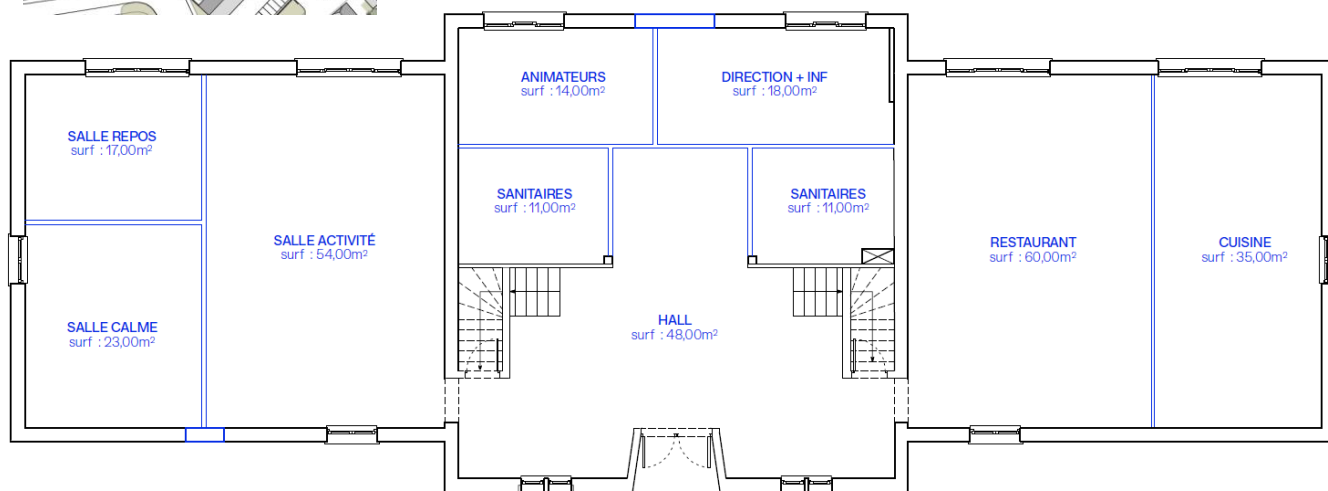 ANIMATEURS
surf : 14,00m²
DIRECTION + INF
surf : 18,00m²
SALLE REPOS
surf : 17,00m²
SANITAIRES
surf : 11,00m²
SANITAIRES
surf : 11,00m²
SALLE ACTIVITÉ
surf : 54,00m²
RESTAURANT
surf : 60,00m²
CUISINE
surf : 35,00m²
SALLE CALME
surf : 23,00m²
HALL
surf : 48,00m²